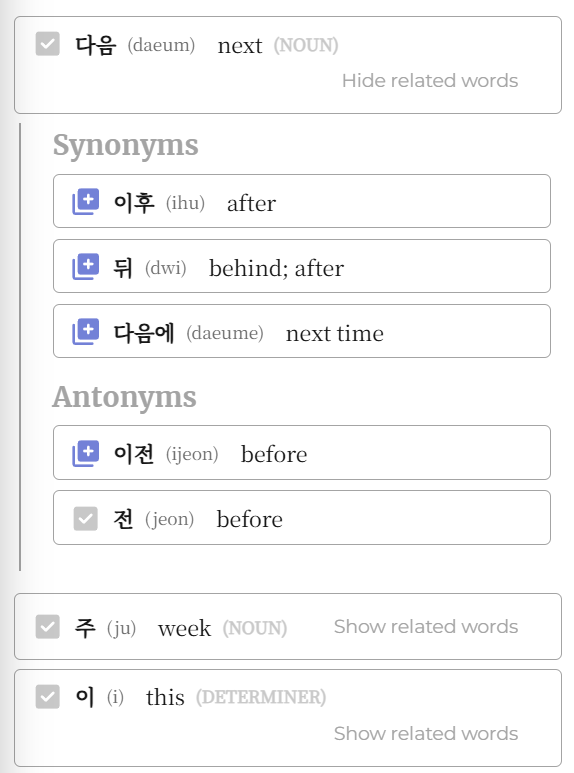 다음 (daeum) next (NOUN)
Hide related words
Synonyms
이후 (ihu) after
뒤 (dwi) behind; after
다음에 (daeume) next time
Antonyms
이전 (ijeon) before
전 (jeon) before
주 (ju) week (NOUN) Show related words
이 (i) this (DETERMINER)
Show related words